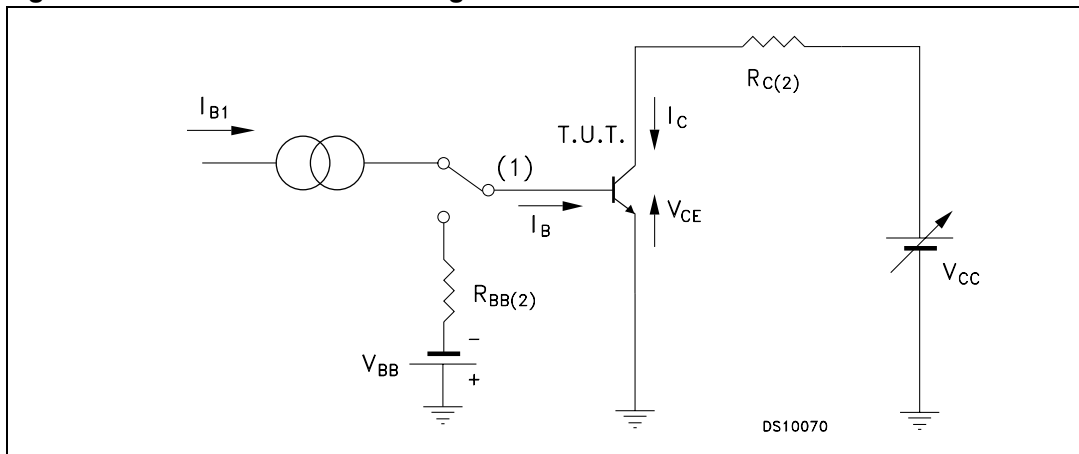 R_C(2)
I_B1
I_C
T.U.T.
(1)
V_CE
I_B
V_CC
R_BB(2)
V_BB
-
+
DS10070